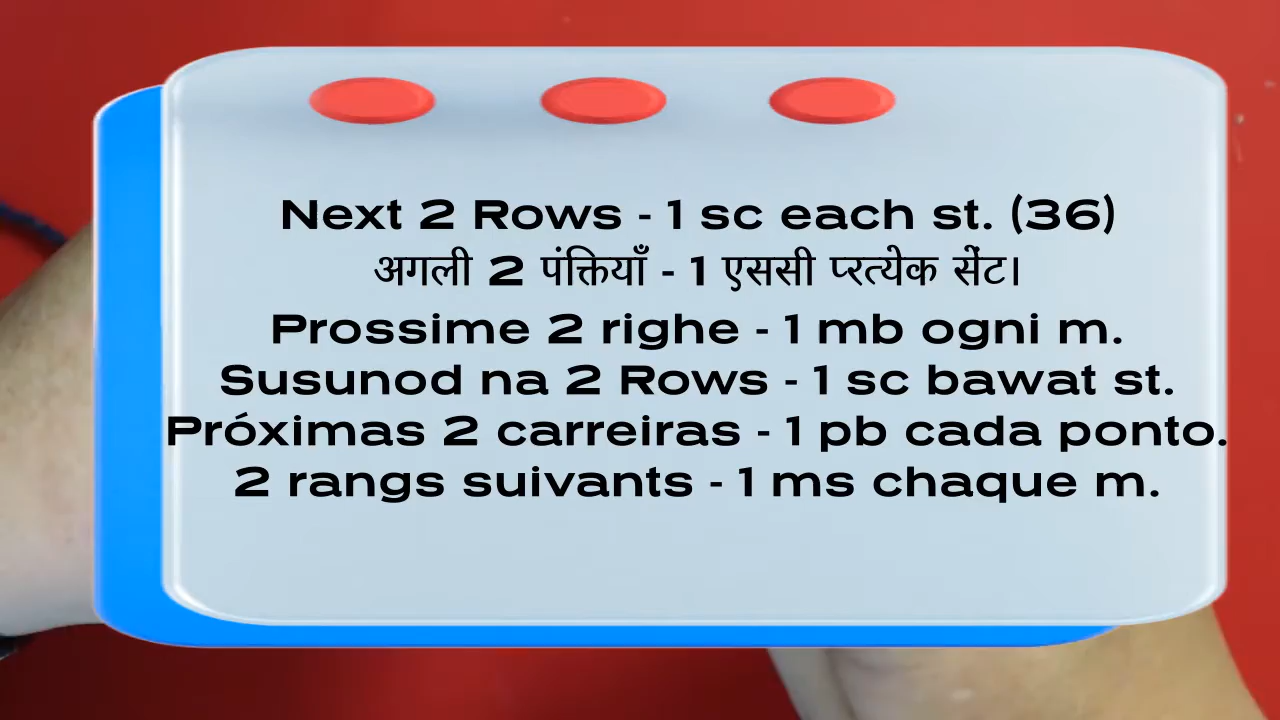 Next 2 Rows - 1 sc each st. (36)
अगली 2 पंक्तियाँ - 1 एससी प्रत्येक सेंट।
Prossime 2 righe - 1 mb ogni m.
Susunod na 2 Rows - 1 sc bawat st.
Próximas 2 carreiras - 1 pb cada ponto.
2 rangs suivants - 1 ms chaque m.